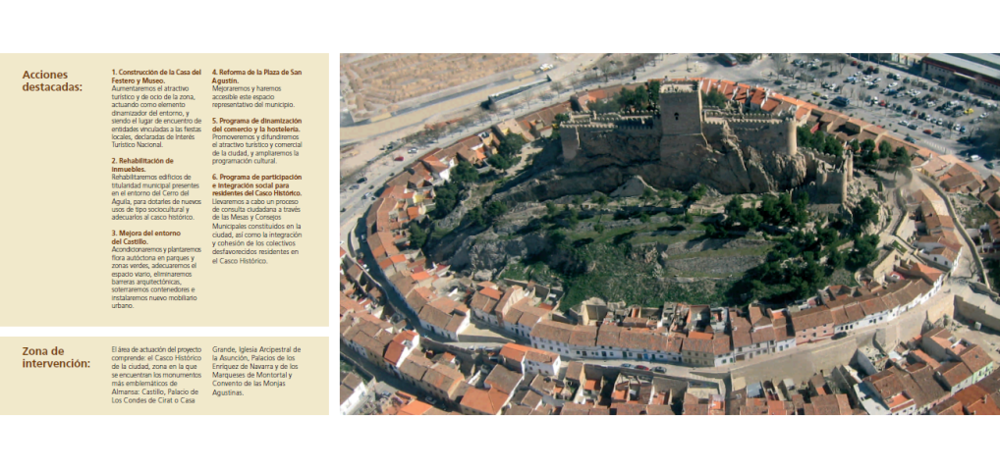 Acciones
destacadas:
1. Construcción de la Casa del
Festero y Museo.
Aumentaremos el atractivo
turístico y de ocio de la zona,
actuando como elemento
dinamizador del entorno, y
siendo el lugar de encuentro de
entidades vinculadas a las fiestas
locales, declaradas de Interés
Turístico Nacional.
2. Rehabilitación de
inmuebles.
Rehabilitaremos edificios de
titularidad municipal presentes
en el entorno del Cerro del
Águila, para dotarles de nuevos
usos de tipo sociocultural y
adecuarlos al casco histórico.
3. Mejora del entorno
del Castillo.
Acondicionaremos y plantaremos
flora autóctona en parques y
zonas verdes, adecuaremos el
espacio viario, eliminaremos
barreras arquitectónicas,
soterraremos contenedores e
instalaremos nuevo mobiliario
urbano.
4. Reforma de la Plaza de San
Agustín.
Mejoraremos y haremos
accesible este espacio
representativo del municipio.
5. Programa de dinamización
del comercio y la hostelería.
Promoveremos y difundiremos
el atractivo turístico y comercial
de la ciudad, y ampliaremos la
programación cultural.
6. Programa de participación
e integración social para
residentes del Casco Histórico.
Llevaremos a cabo un proceso
de consulta ciudadana a través
de las Mesas y Consejos
Municipales constituidos en la
ciudad, así como la integración
y cohesión de los colectivos
desfavorecidos residentes en
el Casco Histórico.
Zona de
intervención:
El área de actuación del proyecto
comprende: el Casco Histórico
de la ciudad, zona en la que
se encuentran los monumentos
más emblemáticos de
Almansa: Castillo, Palacio de
Los Condes de Cirat o Casa
Grande, Iglesia Arcipestral de
la Asunción, Palacios de los
Enríquez de Navarra y de los
Marqueses de Montortal y
Convento de las Monjas
Agustinas.